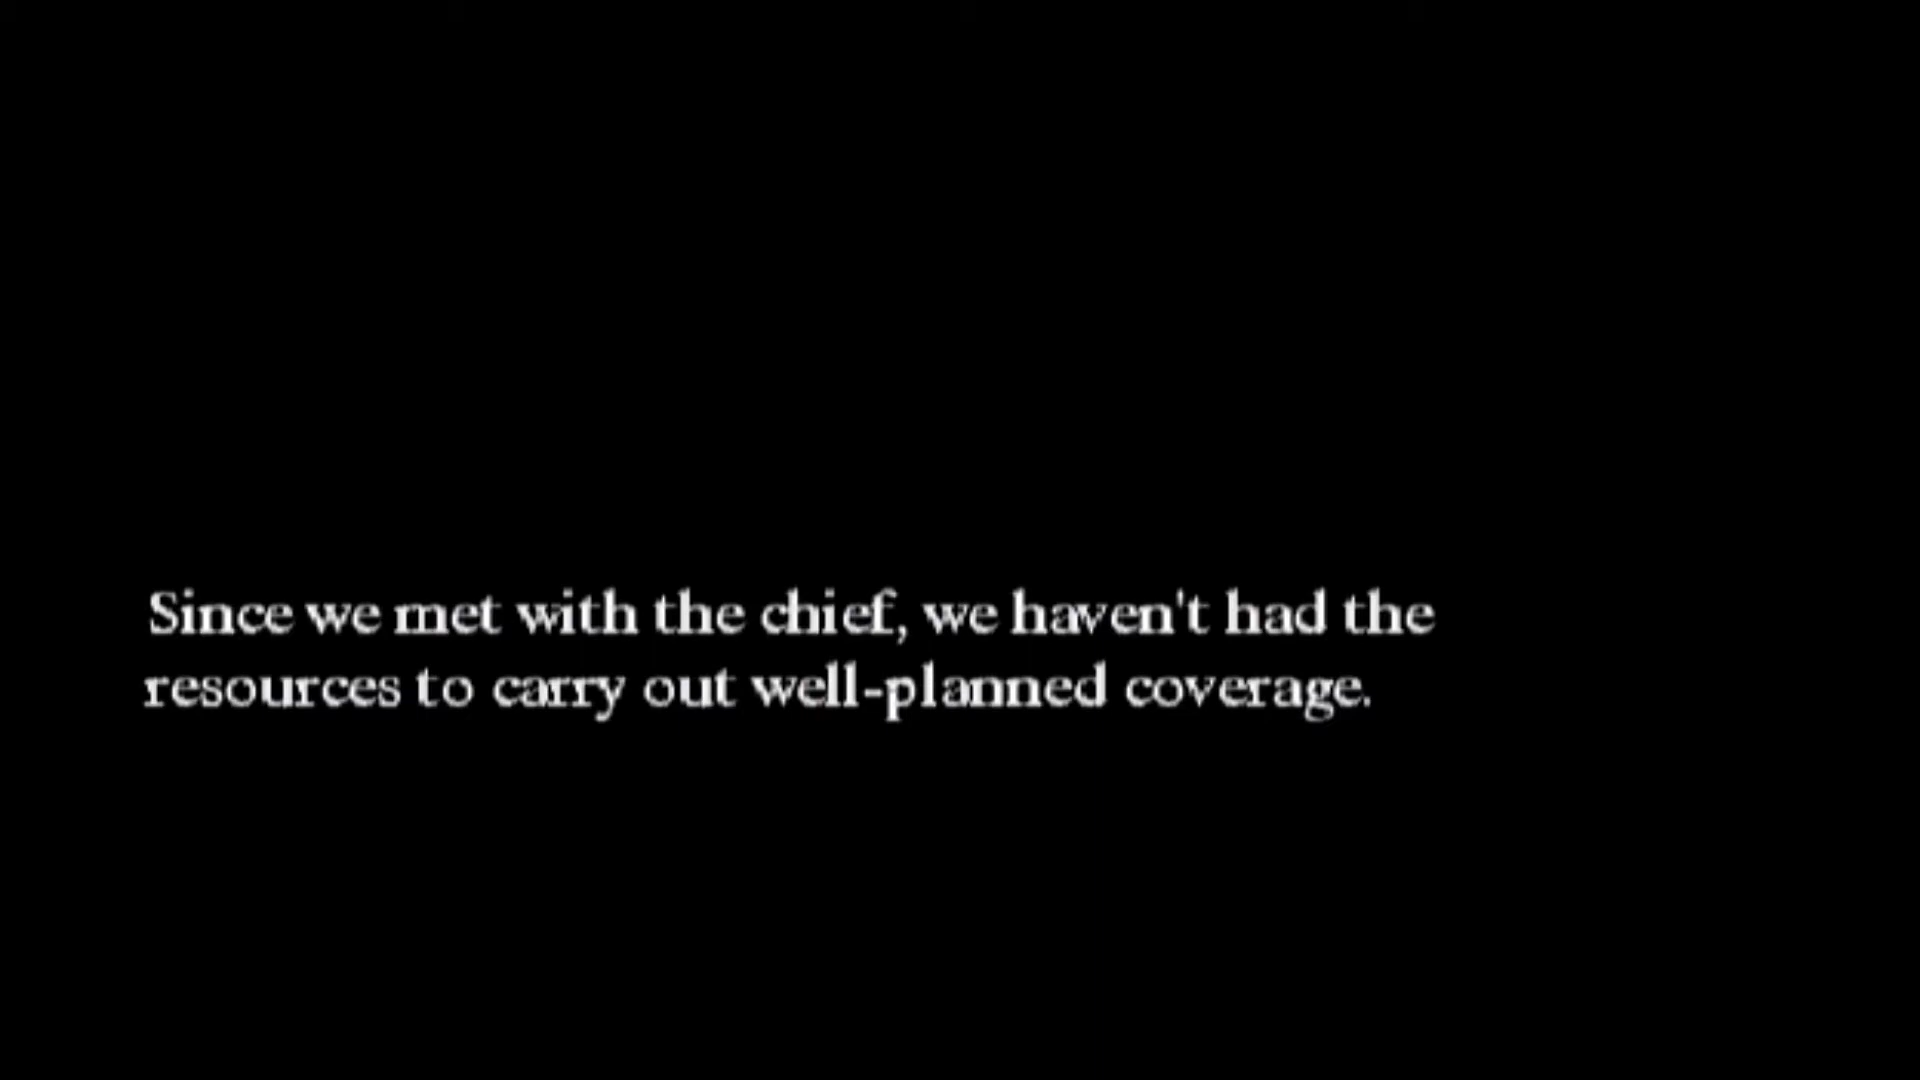 Since we met with the chief, we haven't had the
resources to carry out well-planned coverage.